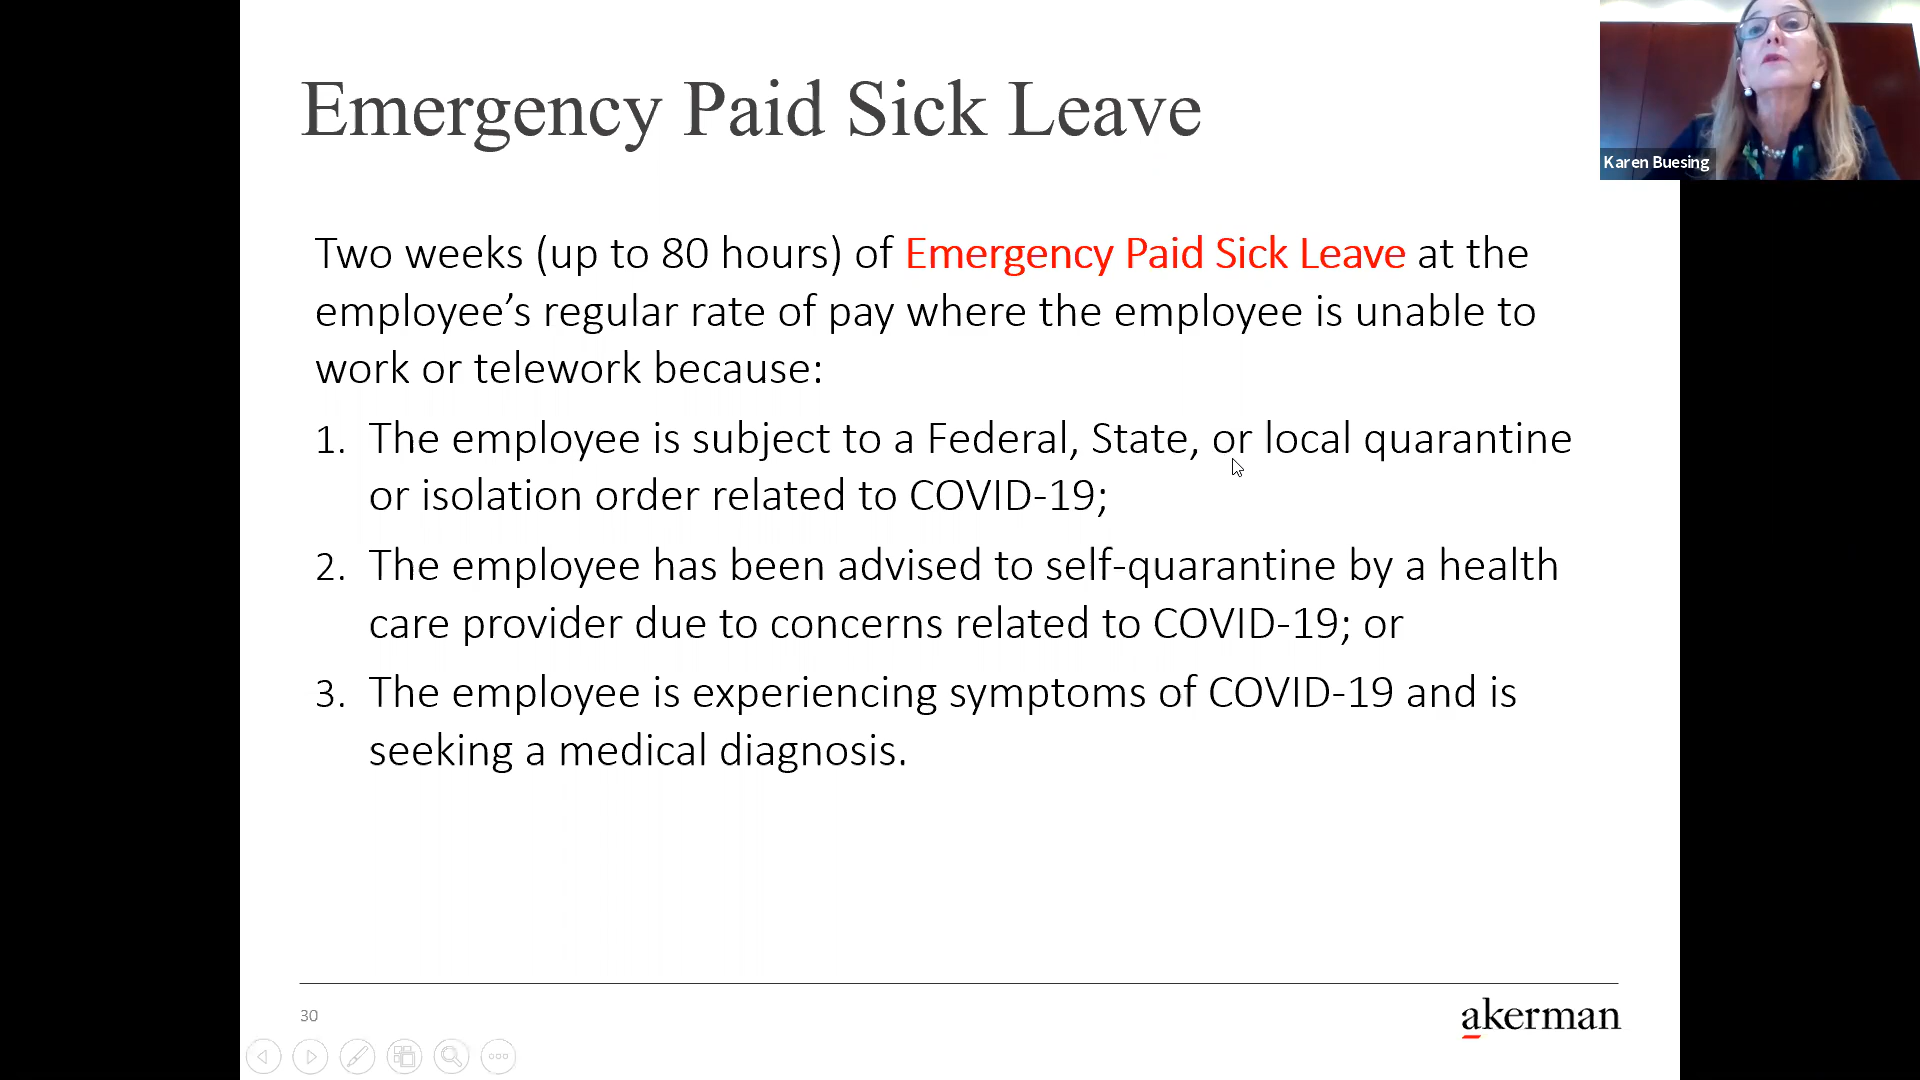 Emergency Paid Sick Leave
Karen Buesing
Two weeks (up to 80 hours) of Emergency Paid Sick Leave at the
employee’s regular rate of pay where the employee is unable to
work or telework because:
1. The employee is subject to a Federal, State, or local quarantine
or isolation order related to COVID-19;
2. The employee has been advised to self-quarantine by a health
care provider due to concerns related to COVID-19; or
3. The employee is experiencing symptoms of COVID-19 and is
seeking a medical diagnosis.
30
akerman